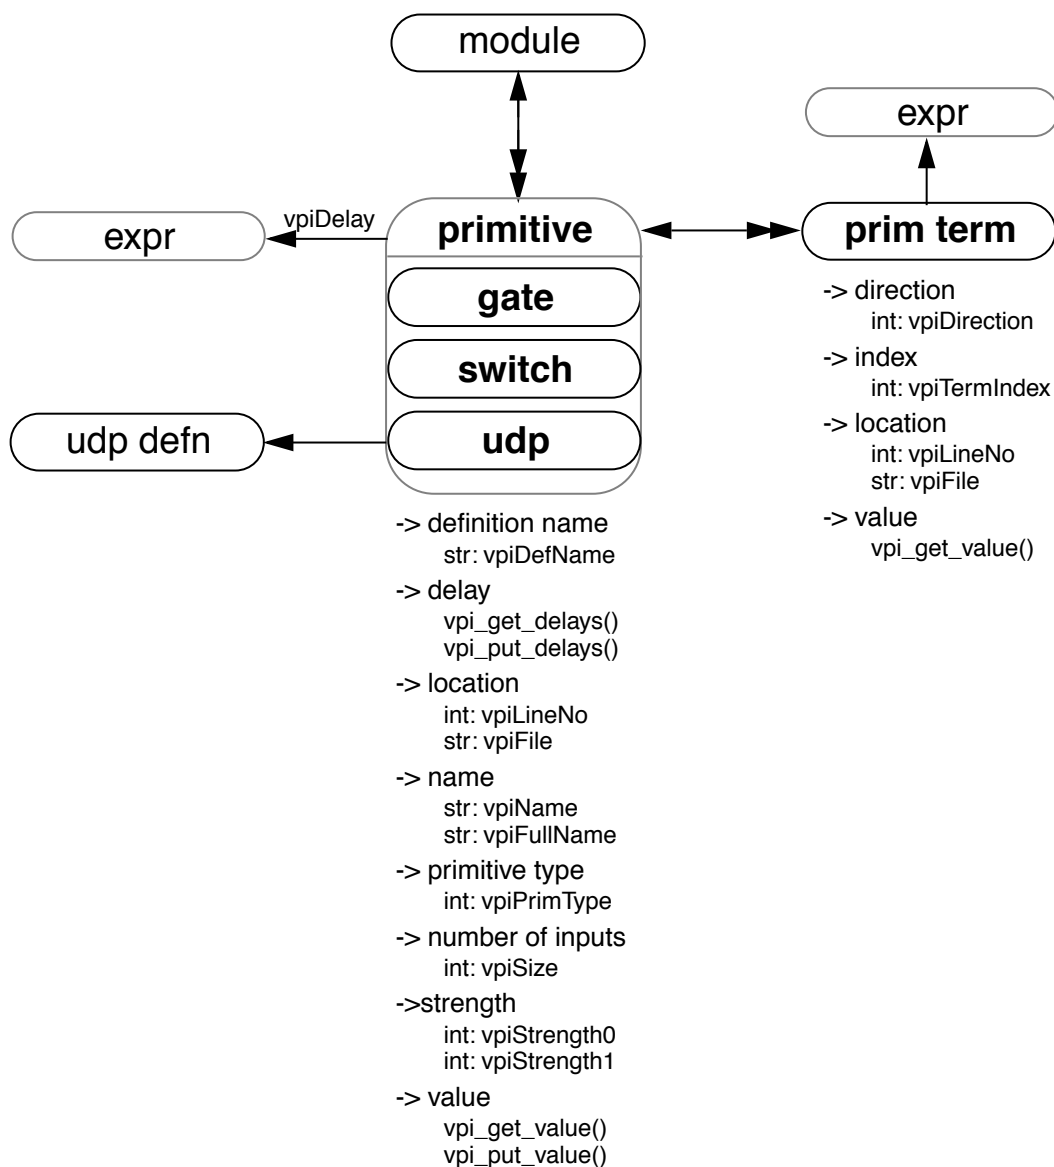 module
expr
vpiDelay
expr
primitive
prim term
gate
switch
udp defn
udp
-> direction
int: vpiDirection
-> index
int: vpiTermIndex
-> location
int: vpiLineNo
str: vpiFile
-> value
vpi_get_value()
-> definition name
str: vpiDefName
-> delay
vpi_get_delays()
vpi_put_delays()
-> location
int: vpiLineNo
str: vpiFile
-> name
str: vpiName
str: vpiFullName
-> primitive type
int: vpiPrimType
-> number of inputs
int: vpiSize
->strength
int: vpiStrength0
int: vpiStrength1
-> value
vpi_get_value()
vpi_put_value()